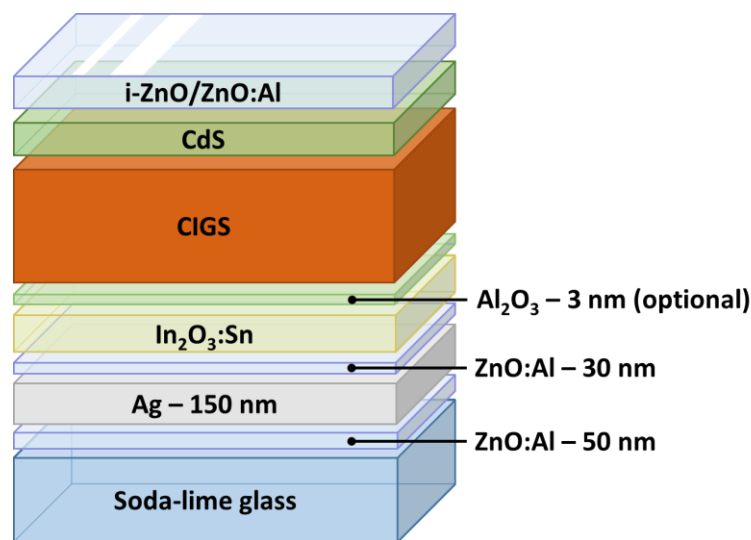 i-ZnO/ZnO:Al
CdS
CIGS
Al₂O₃ – 3 nm (optional)
In₂O₃:Sn
ZnO:Al – 30 nm
Ag – 150 nm
ZnO:Al – 50 nm
Soda-lime glass